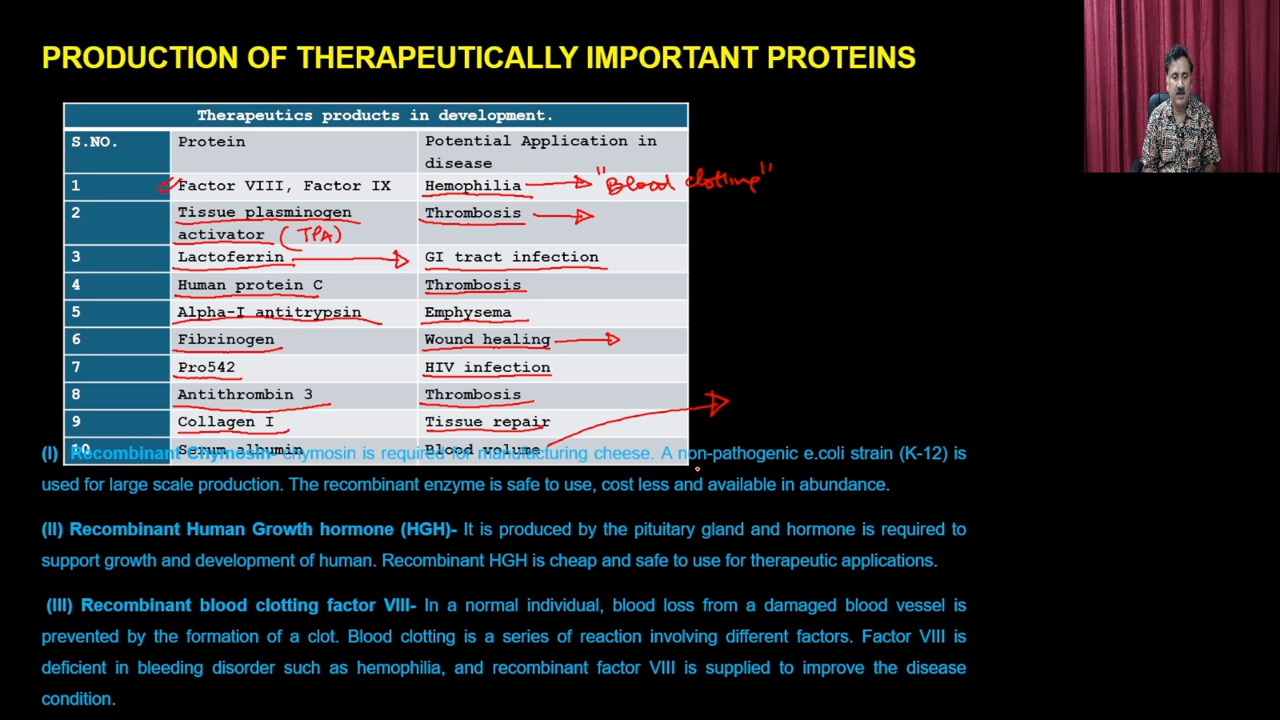 PRODUCTION OF THERAPEUTICALLY IMPORTANT PROTEINS
Therapeutics products in development.
S.NO. Protein Potential Application in disease
1 Factor VIII, Factor IX Hemophilia "Blood clotting"
2 Tissue plasminogen activator (TPA) Thrombosis
3 Lactoferrin GI tract infection
4 Human protein C Thrombosis
5 Alpha-I antitrypsin Emphysema
6 Fibrinogen Wound healing
7 Pro542 HIV infection
8 Antithrombin 3 Thrombosis
9 Collagen I Tissue repair
10 Serum albumin Blood volume
(I) Recombinant Chymosin- chymosin is required for manufacturing cheese. A non-pathogenic e.coli strain (K-12) is
used for large scale production. The recombinant enzyme is safe to use, cost less and available in abundance.
(II) Recombinant Human Growth hormone (HGH)- It is produced by the pituitary gland and hormone is required to
support growth and development of human. Recombinant HGH is cheap and safe to use for therapeutic applications.
(III) Recombinant blood clotting factor VIII- In a normal individual, blood loss from a damaged blood vessel is
prevented by the formation of a clot. Blood clotting is a series of reaction involving different factors. Factor VIII is
deficient in bleeding disorder such as hemophilia, and recombinant factor VIII is supplied to improve the disease
condition.